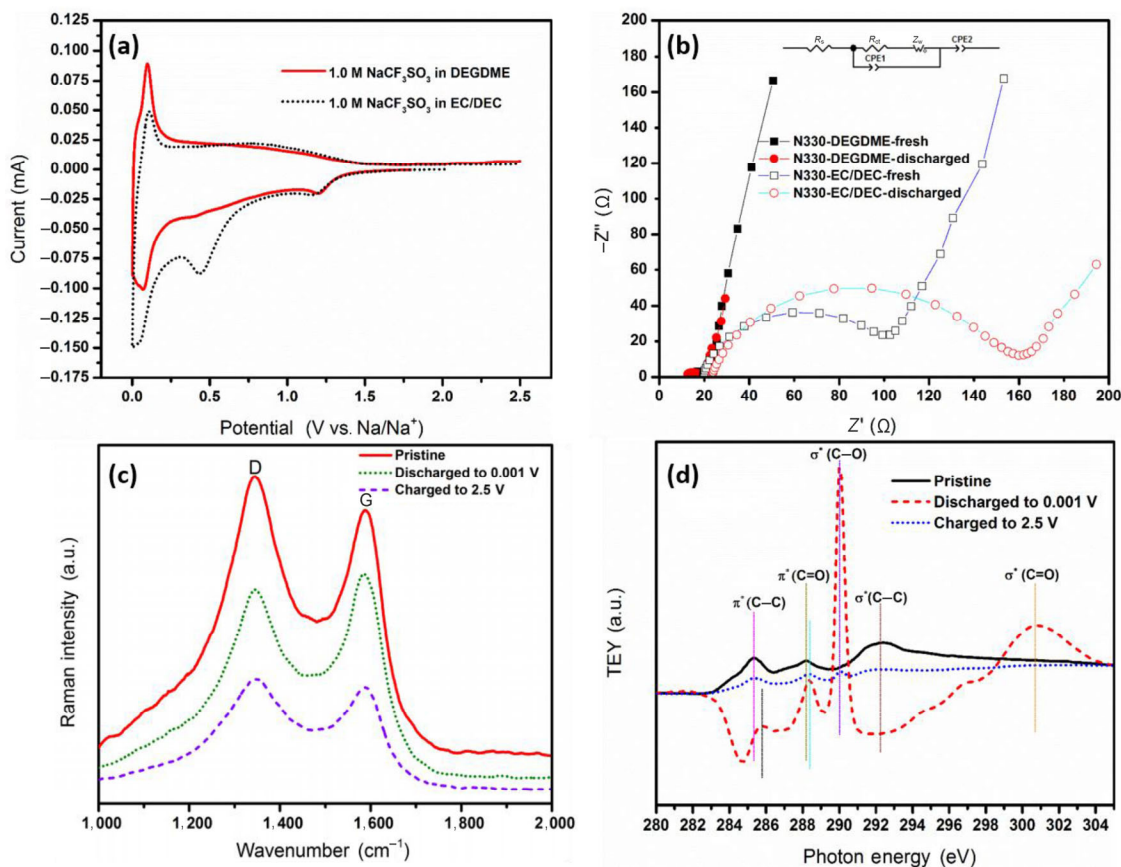 (a)
1.0 M NaCF₃SO₃ in DEGDME
1.0 M NaCF₃SO₃ in EC/DEC
Current (mA)
0.125
0.100
0.075
0.050
0.025
0.000
−0.025
−0.050
−0.075
−0.100
−0.125
−0.150
−0.175
0.0 0.5 1.0 1.5 2.0 2.5
Potential (V vs. Na/Na⁺)
(b)
Rs Rct Zw CPE2
CPE1
N330-DEGDME-fresh
N330-DEGDME-discharged
N330-EC/DEC-fresh
N330-EC/DEC-discharged
−Z″ (Ω)
−200
−180
160
140
120
100
80
60
40
20
0
0 20 40 60 80 100 120 140 160 180 200
Z′ (Ω)
(c)
D
G
Pristine
Discharged to 0.001 V
Charged to 2.5 V
Raman intensity (a.u.)
1,000 1,200 1,400 1,600 1,800 2,000
Wavenumber (cm⁻¹)
(d)
σ* (C—O)
Pristine
Discharged to 0.001 V
Charged to 2.5 V
π* (C=O)
σ* (C=O)
π* (C—C)
σ* (C—C)
TEY (a.u.)
280 282 284 286 288 290 292 294 296 298 300 301 302 304
Photon energy (eV)